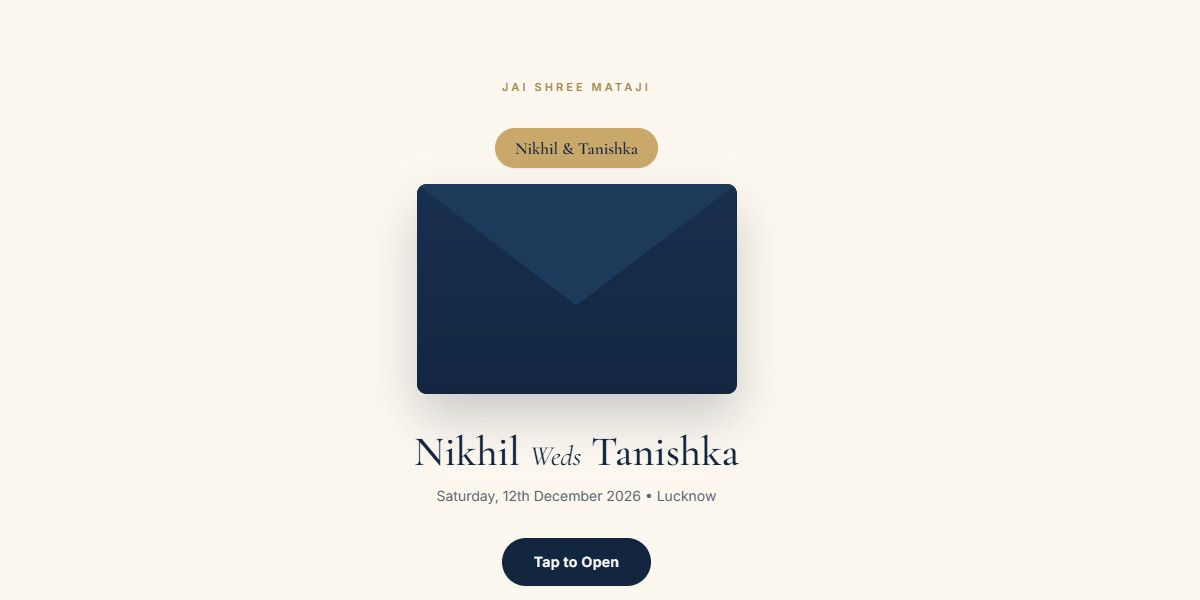 JAI SHREE MATAJI
Nikhil & Tanishka
Nikhil Weds Tanishka
Saturday, 12th December 2026 • Lucknow
Tap to Open